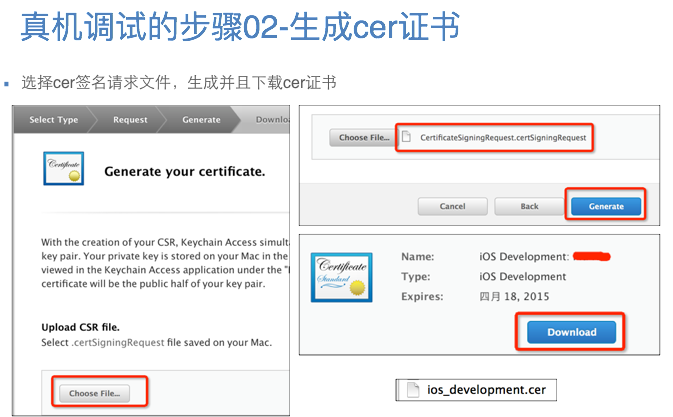 真机调试的步骤02-生成cer证书
选择cer签名请求文件，生成并且下载cer证书
Select Type
Request
Generate
Downlo
Certificate
Generate your certificate.
With the creation of your CSR, Keychain Access simulta
key pair. Your private key is stored on your Mac in the
viewed in the Keychain Access application under the "
certificate will be the public half of your key pair.
Upload CSR file.
Select .certSigningRequest file saved on your Mac.
Choose File...
Choose File...
CertificateSigningRequest.certSigningRequest
Cancel
Back
Generate
Certificate
Standard
Name: iOS Development:
Type: iOS Development
Expires: 四月 18, 2015
Download
ios_development.cer